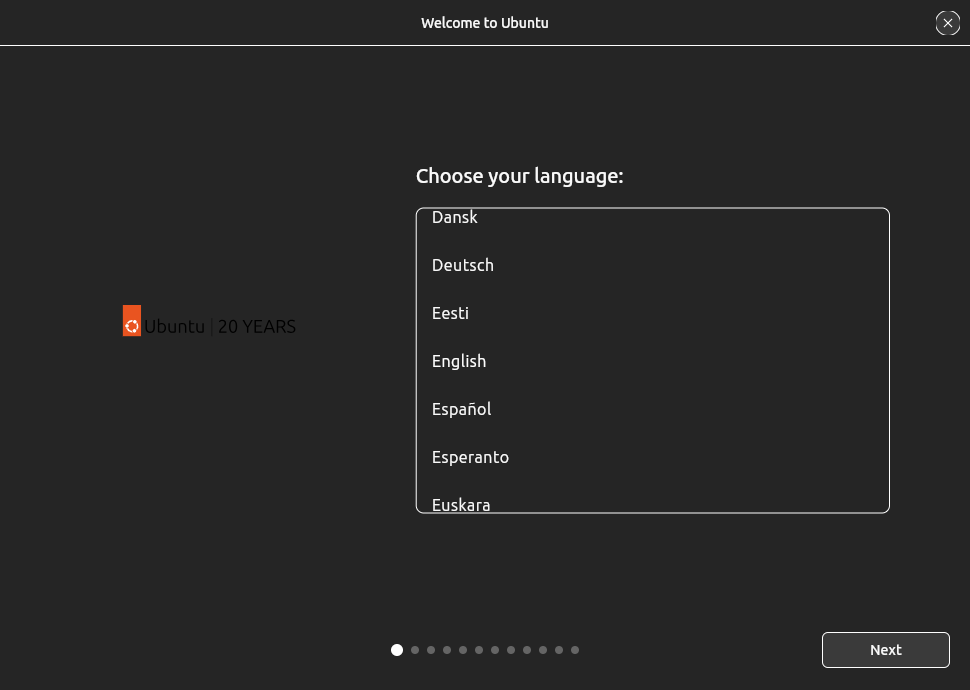 Welcome to Ubuntu
Choose your language:
Dansk
Deutsch
Eesti
English
Español
Esperanto
Euskara
Ubuntu | 20 YEARS
Next